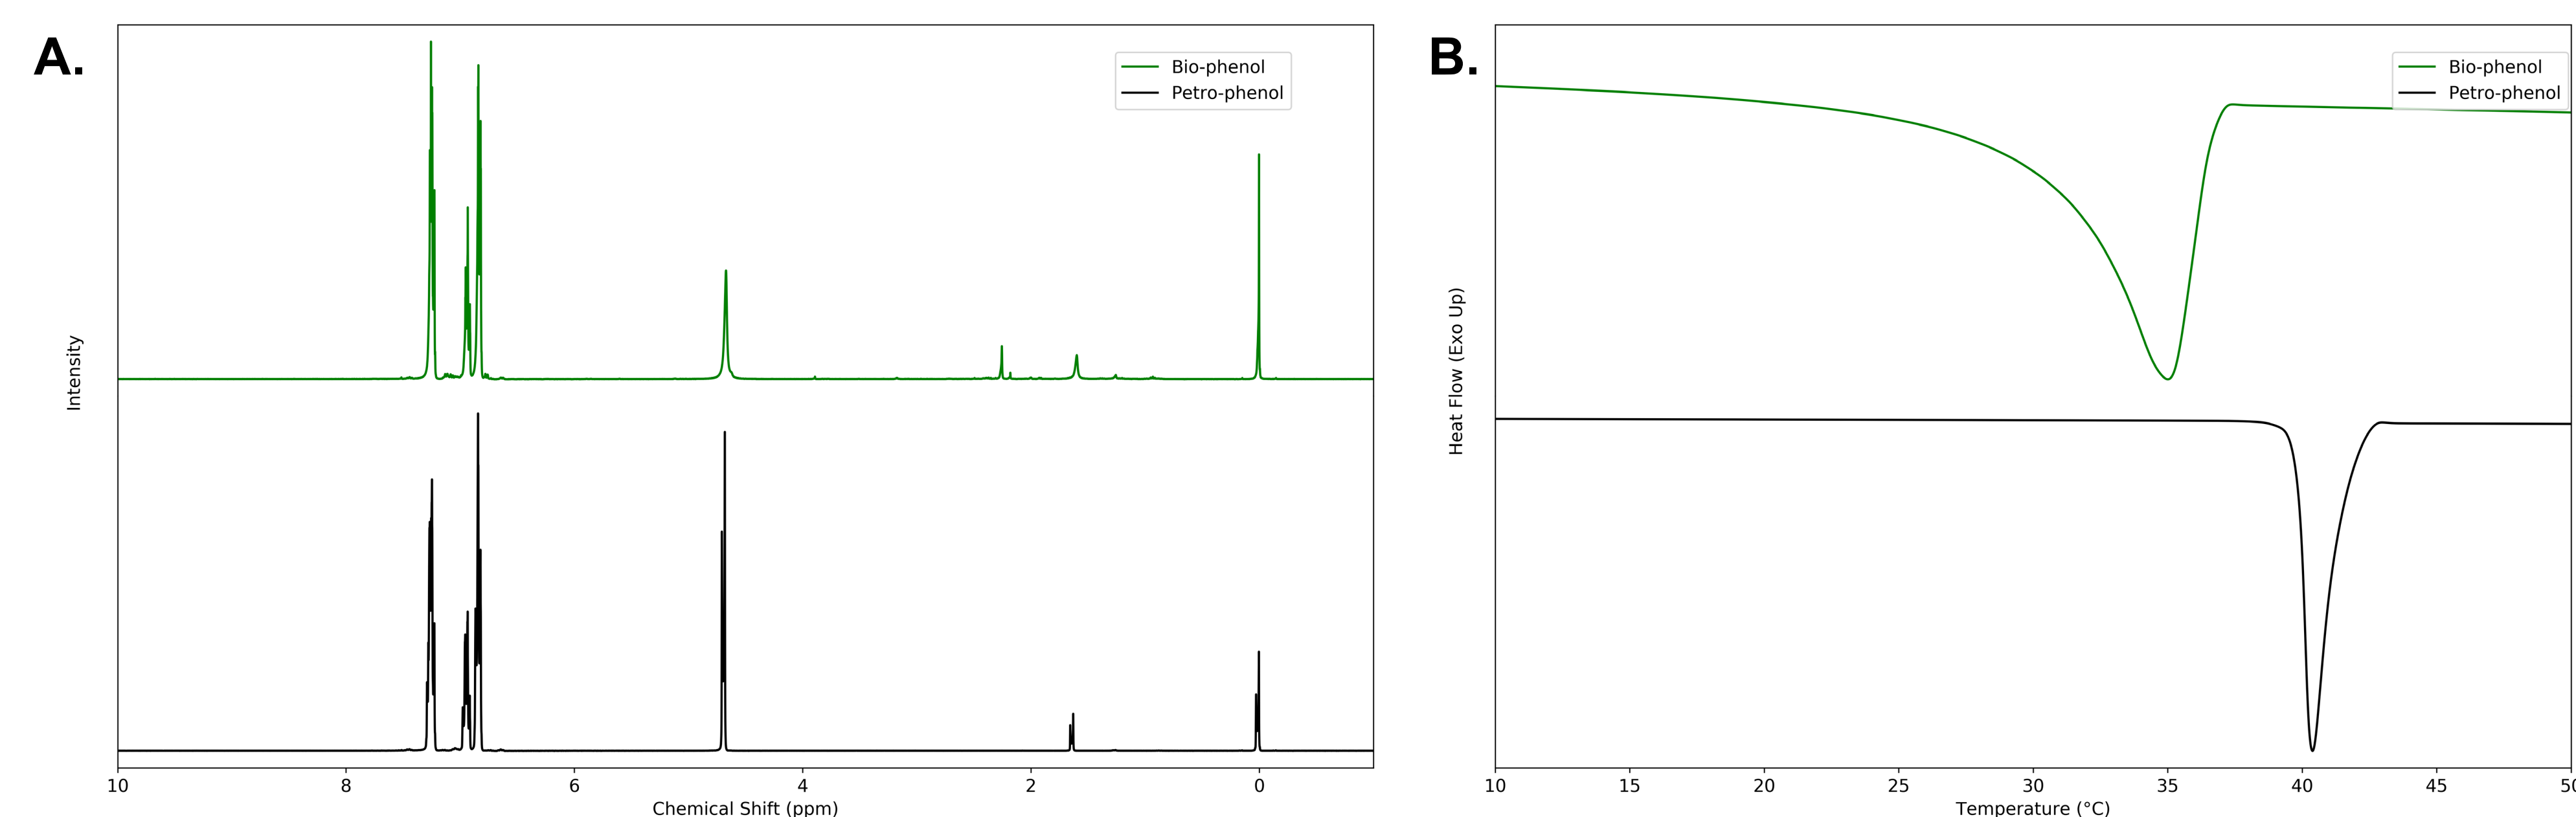 A.
Bio-phenol
Petro-phenol
Intensity
10 8 6 4 2 0
Chemical Shift (ppm)
B.
Bio-phenol
Petro-phenol
Heat Flow (Exo Up)
10 15 20 25 30 35 40 45 50
Temperature (°C)